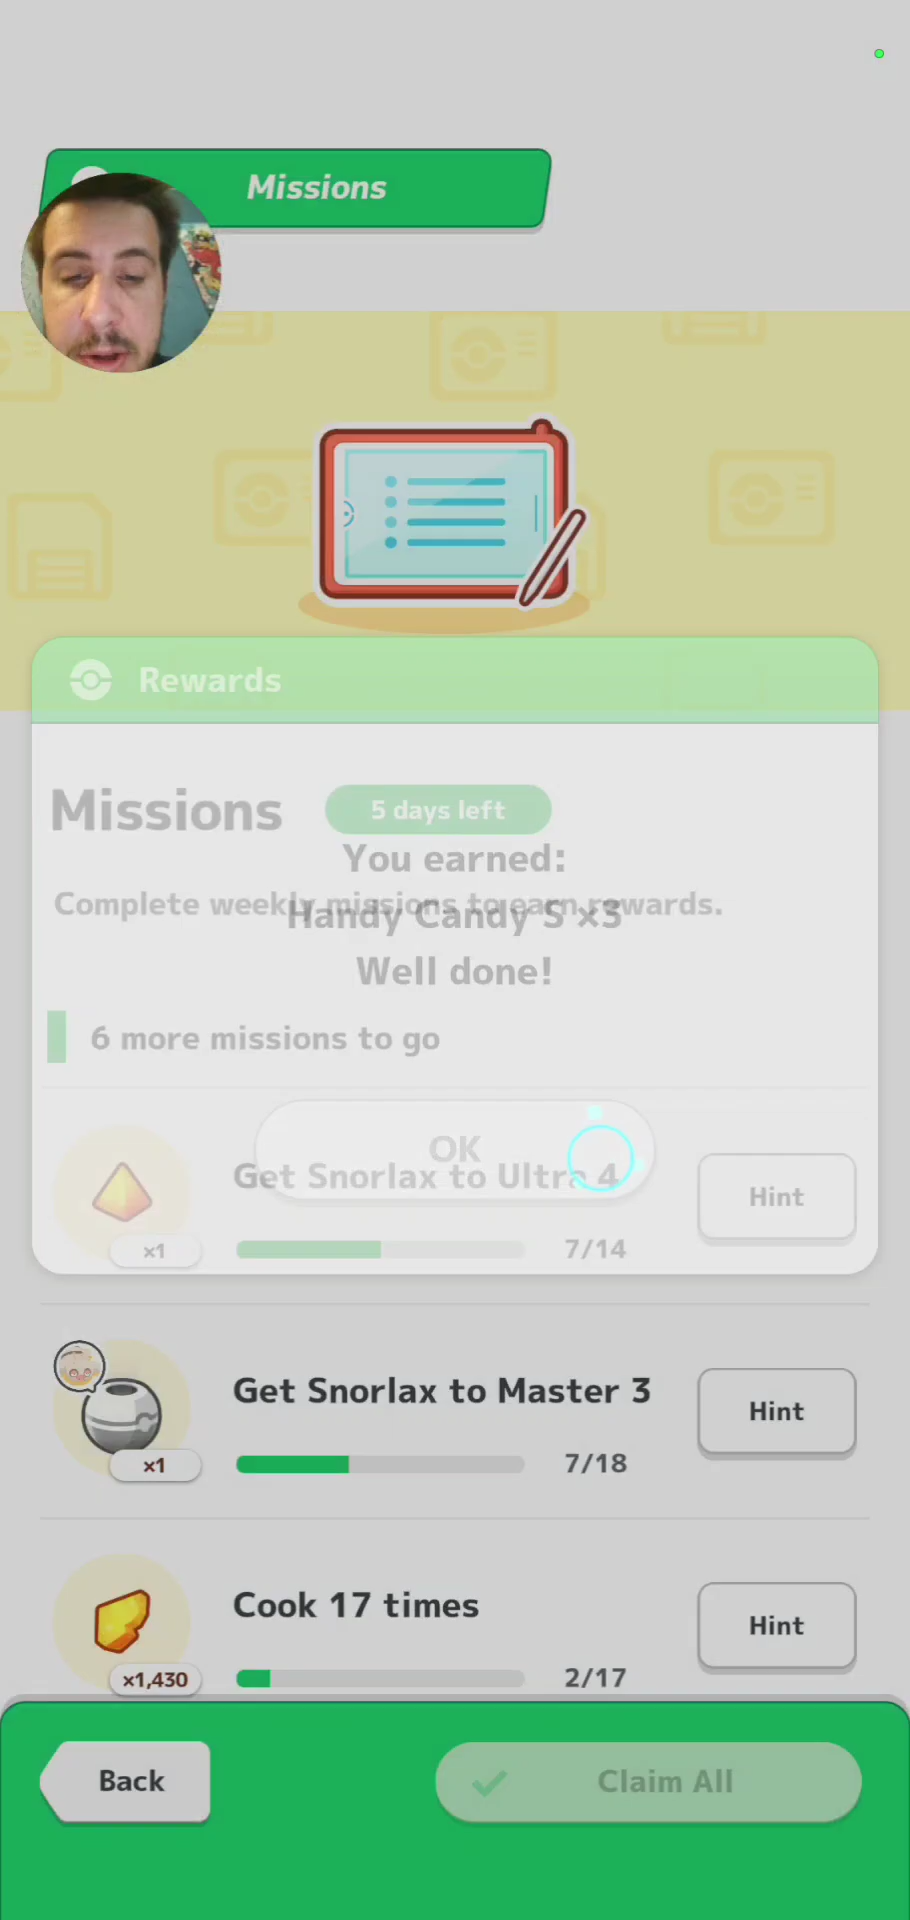 Missions
Rewards
Missions
5 days left
You earned:
Complete weekly missions to earn rewards.
Handy Candy S ×3
Well done!
6 more missions to go
OK
Get Snorlax to Ultra 4
Hint
×1
7/14
Get Snorlax to Master 3
Hint
×1
7/18
Cook 17 times
Hint
×1,430
2/17
Back
Claim All